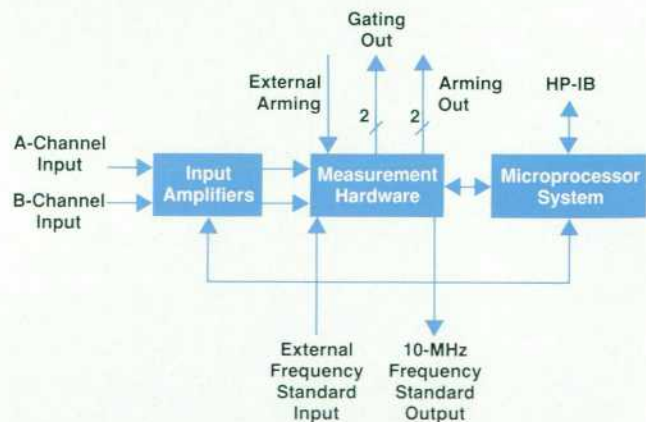 Gating
Out
External
Arming
Arming
Out
HP-IB
2
2
A-Channel
Input
B-Channel
Input
Input
Amplifiers
Measurement
Hardware
Microprocessor
System
External
Frequency
Standard
Input
10-MHz
Frequency
Standard
Output